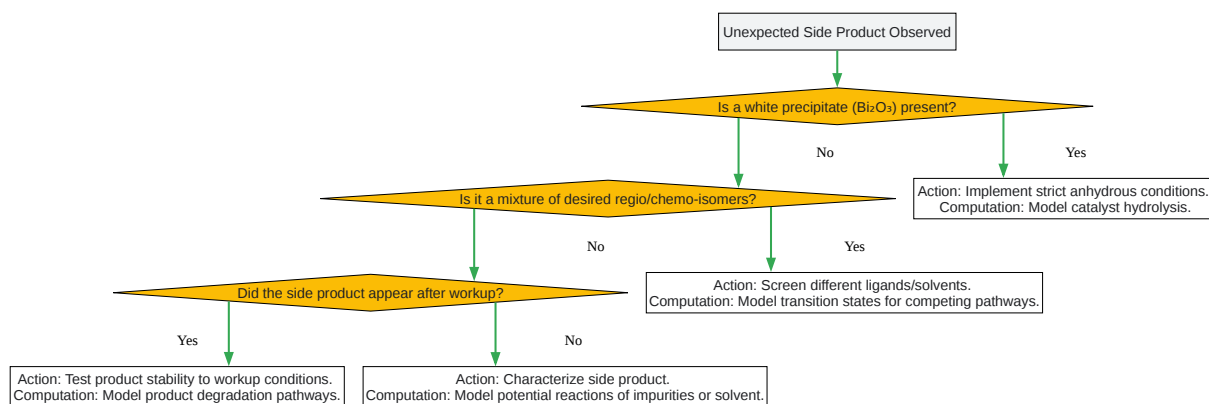 Unexpected Side Product Observed
Is a white precipitate (Bi₂O₃) present?
No
Yes
Action: Implement strict anhydrous conditions.
Computation: Model catalyst hydrolysis.
Is it a mixture of desired regio/chemo-isomers?
No
Yes
Action: Screen different ligands/solvents.
Computation: Model transition states for competing pathways.
Did the side product appear after workup?
Yes
No
Action: Test product stability to workup conditions.
Computation: Model product degradation pathways.
Action: Characterize side product.
Computation: Model potential reactions of impurities or solvent.